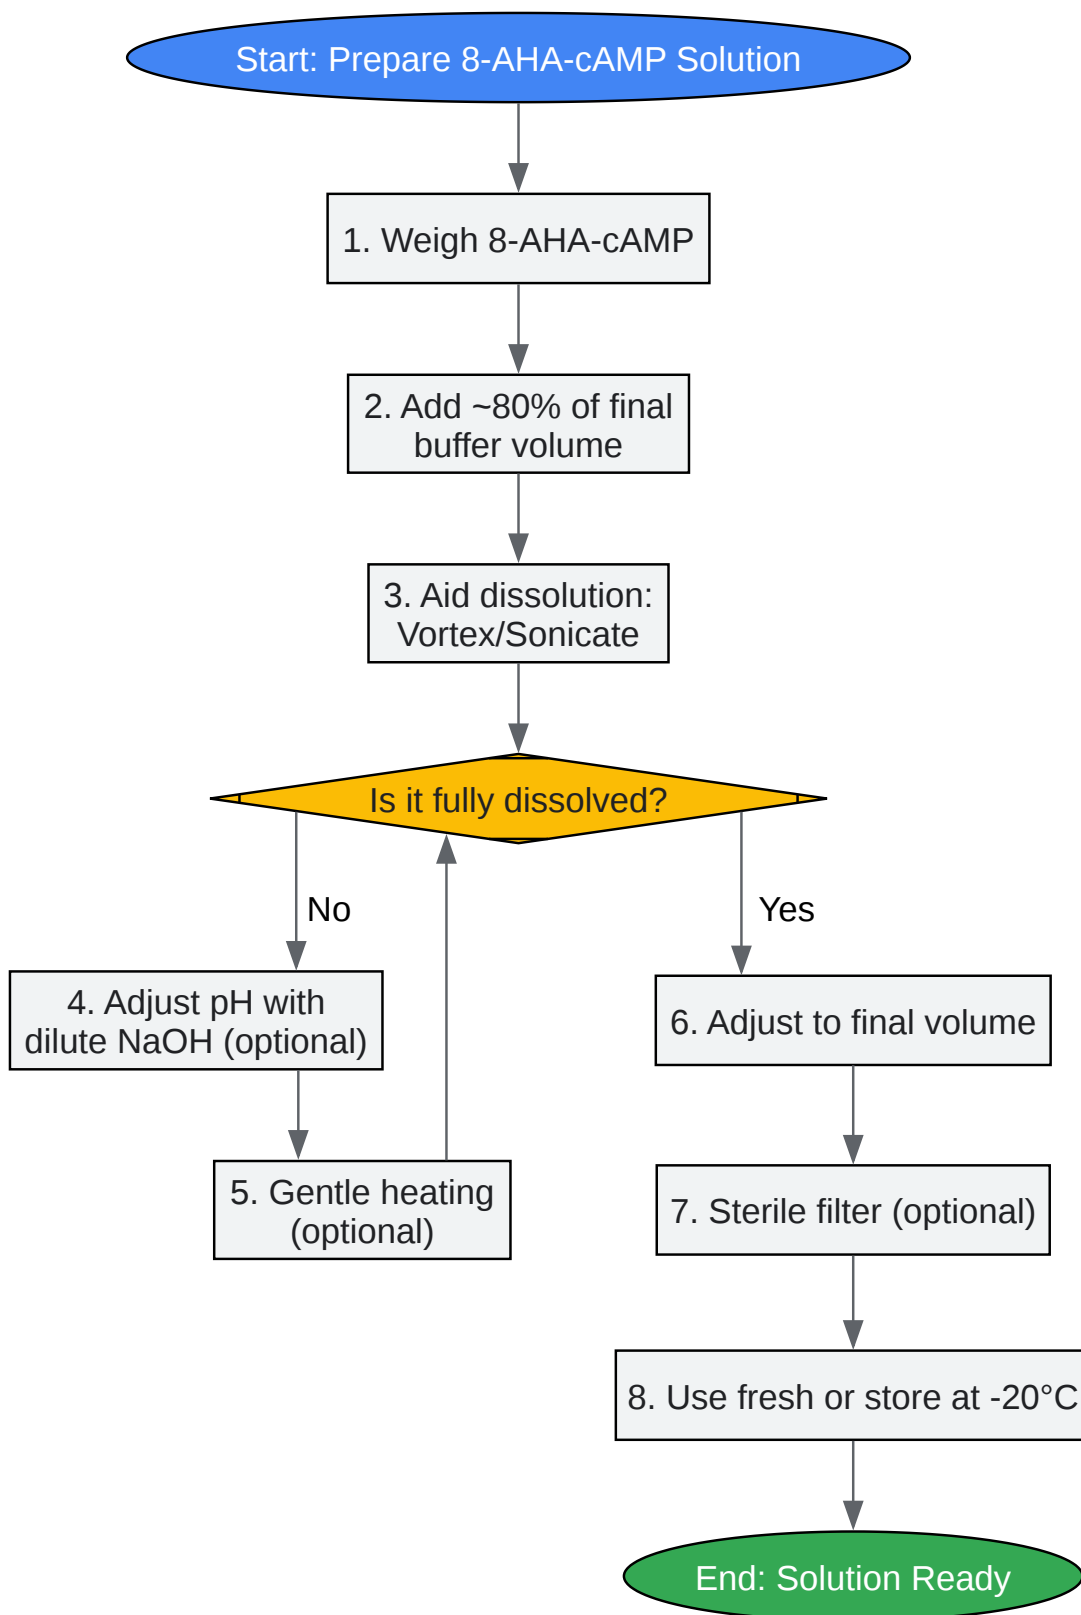 Start: Prepare 8-AHA-cAMP Solution
1. Weigh 8-AHA-cAMP
2. Add ~80% of final
buffer volume
3. Aid dissolution:
Vortex/Sonicate
Is it fully dissolved?
No
Yes
4. Adjust pH with
dilute NaOH (optional)
5. Gentle heating
(optional)
6. Adjust to final volume
7. Sterile filter (optional)
8. Use fresh or store at -20°C
End: Solution Ready